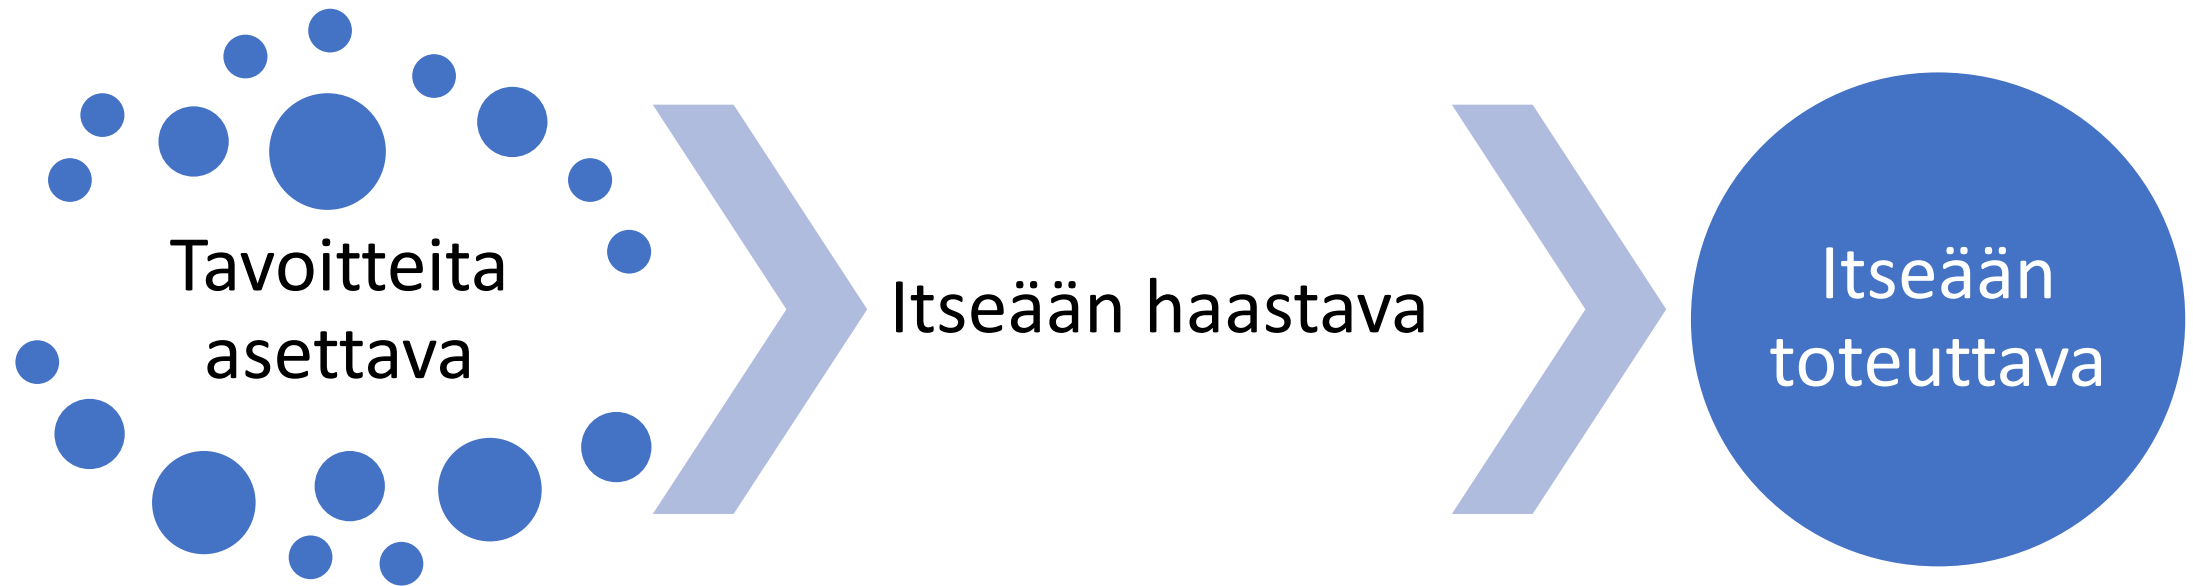 Tavoitteita
asettava
Itseään haastava
Itseään
toteuttava